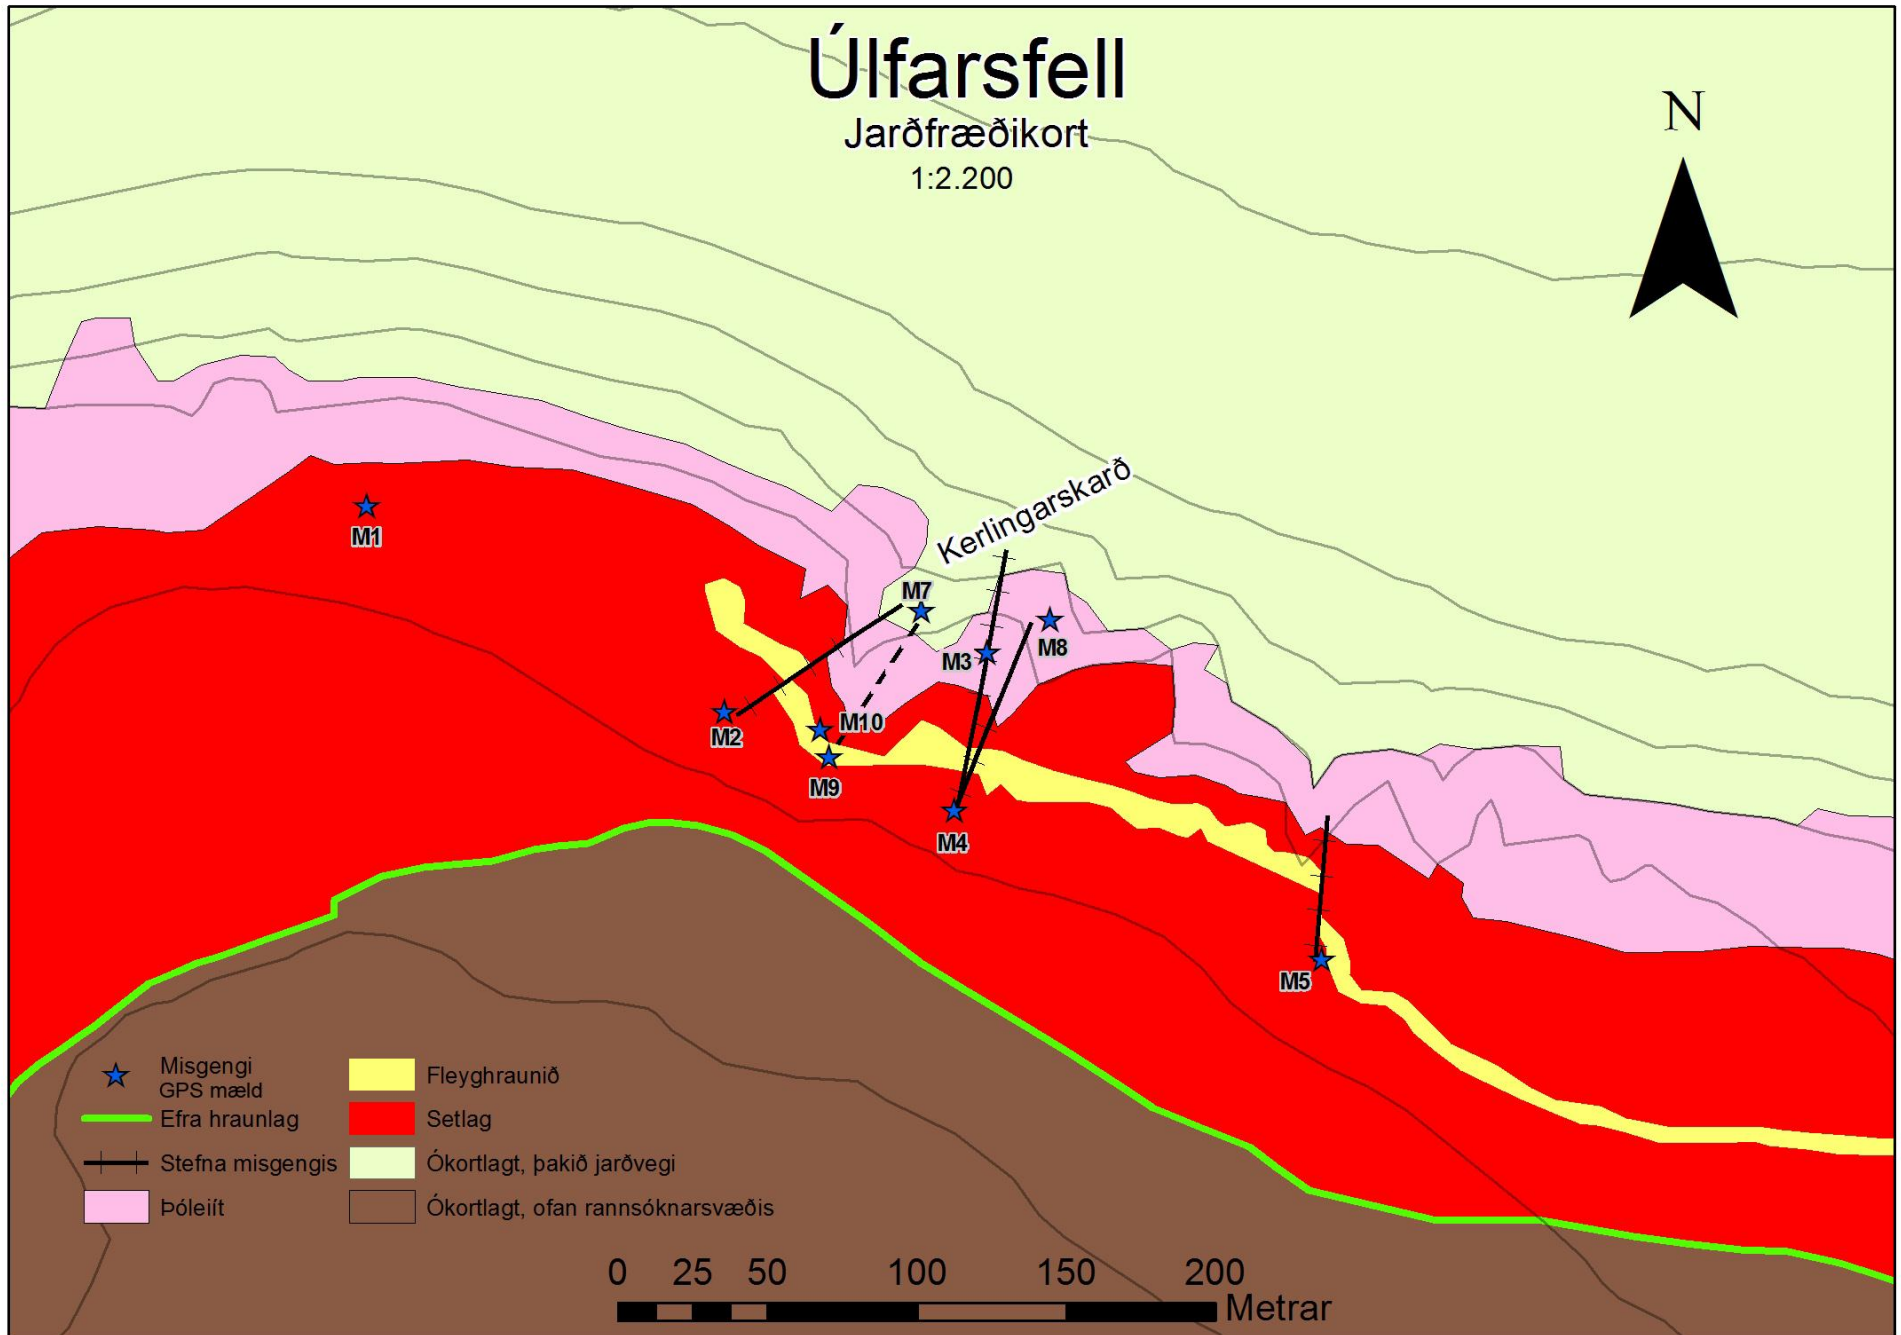 Úlfarsfell
Jarðfræðikort
1:2.200
N
Kerlingarskarð
M1
M7
M3
M8
M2
M10
M9
M4
M5
Misgengi
GPS mæld
Efra hraunlag
Stefna misgengis
Þóleiít
Fleyghraunið
Setlag
Ókortlagt, þakið jarðvegi
Ókortlagt, ofan rannsóknarsvæðis
0 25 50 100 150 200
Metrar